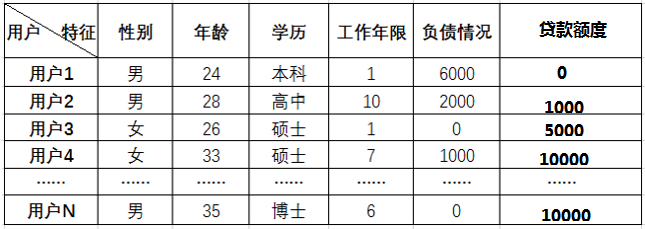 用户 特征 性别 年龄 学历 工作年限 负债情况 贷款额度
用户1 男 24 本科 1 6000 0
用户2 男 28 高中 10 2000 1000
用户3 女 26 硕士 1 0 5000
用户4 女 33 硕士 7 1000 10000
…… …… …… …… …… …… ……
用户N 男 35 博士 6 0 10000